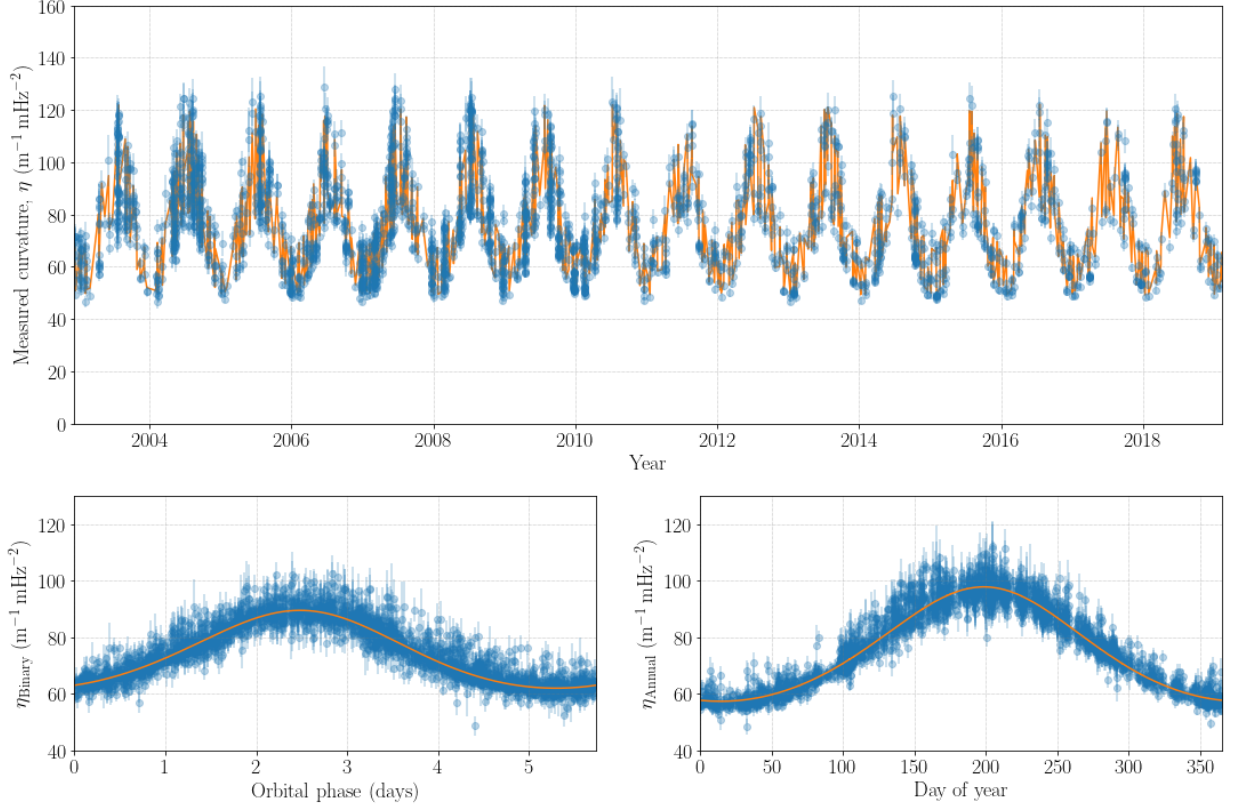 160
140
120
100
80
60
40
20
0
Measured curvature, η (m⁻¹ mHz⁻²)
2004 2006 2008 2010 2012 2014 2016 2018
Year
120
100
80
60
40
η_Binary (m⁻¹ mHz⁻²)
0 1 2 3 4 5
Orbital phase (days)
120
100
80
60
40
η_Annual (m⁻¹ mHz⁻²)
0 50 100 150 200 250 300 350
Day of year